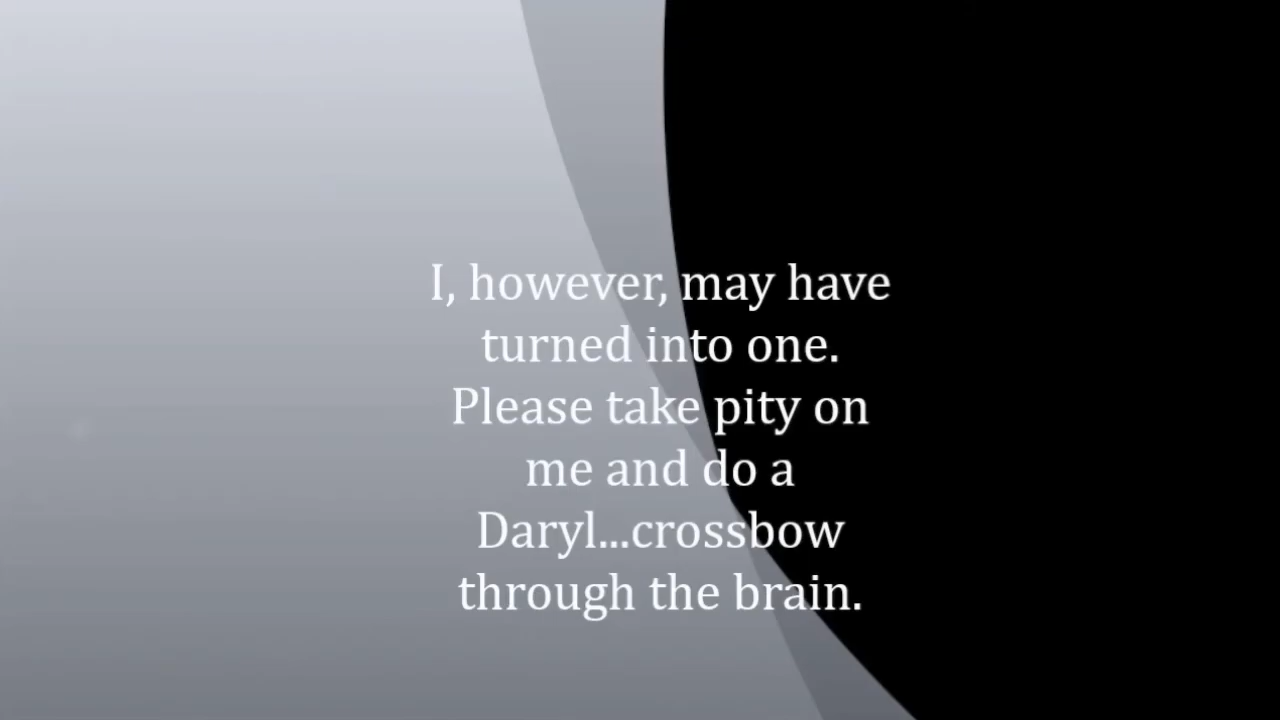 I, however, may have
turned into one.
Please take pity on
me and do a
Daryl...crossbow
through the brain.